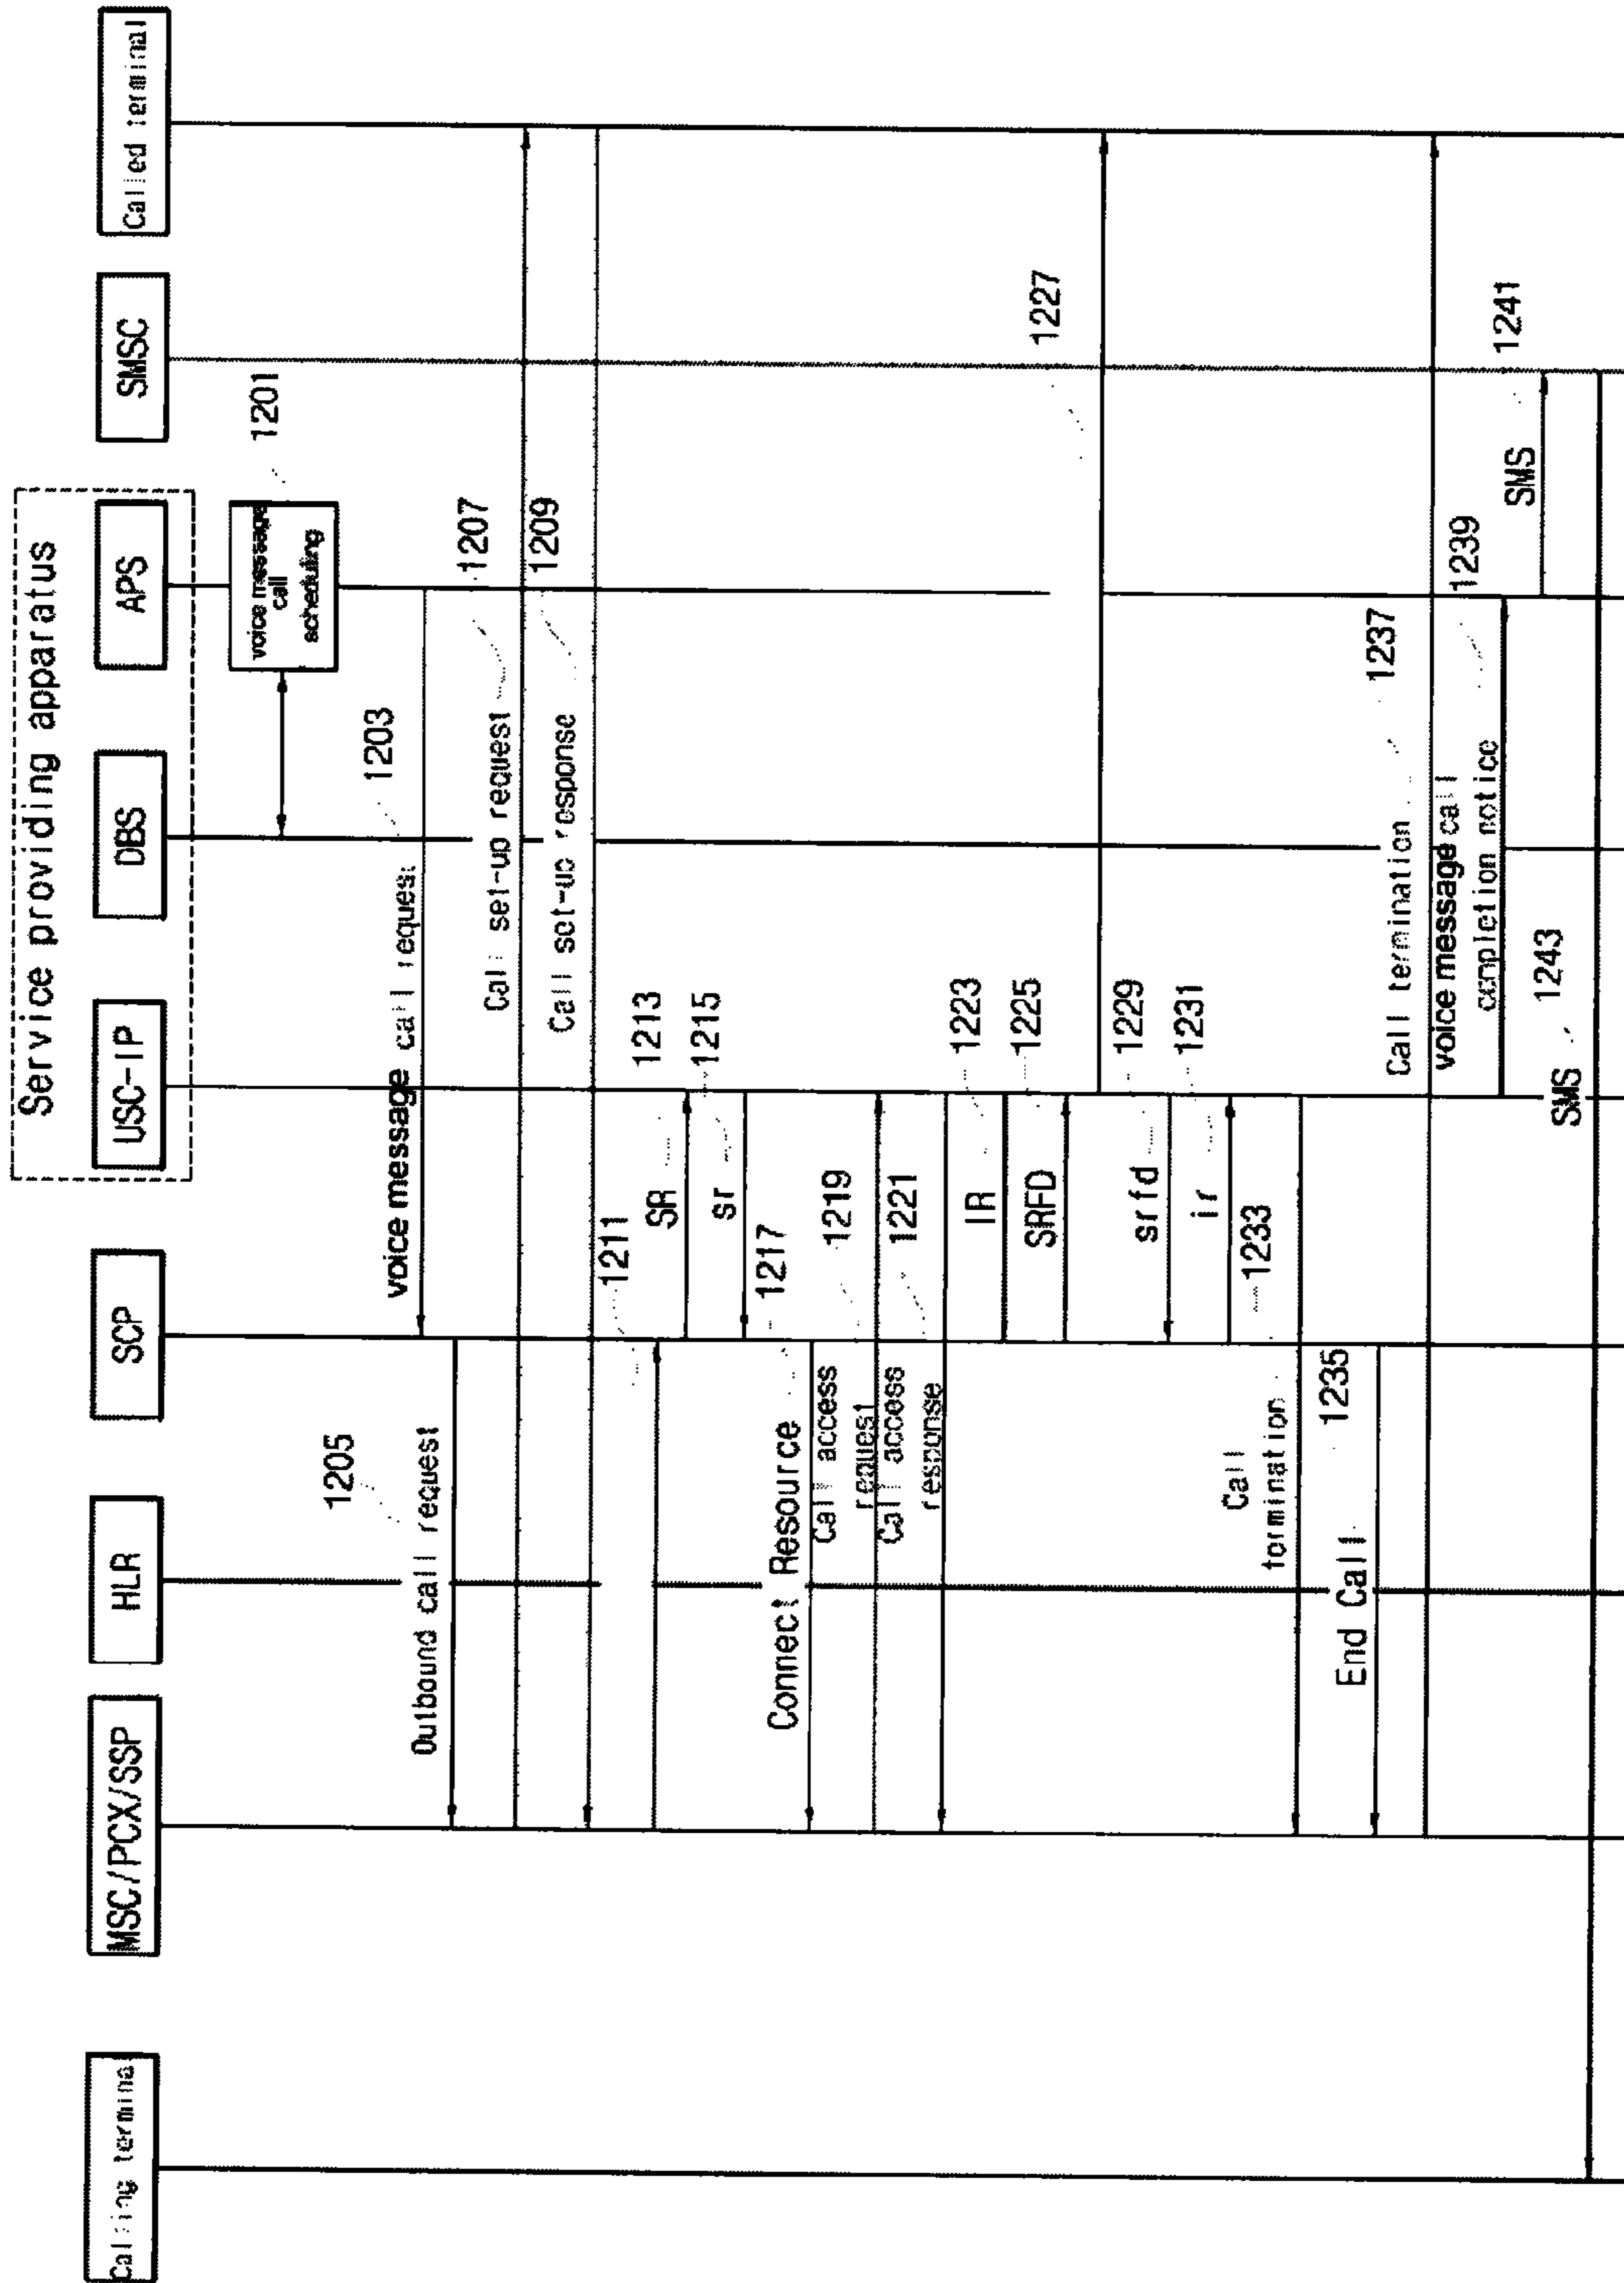 Service providing apparatus
Calling termina
MSC/PCX/SSP
HLR
SCP
USC-IP
DBS
APS
SMSC
Called terminal
voice message
call
scheduling
1201
voice message call request
1203
Outbound call request
1205
Call set-up request
1207
Call set-up response
1209
1211
SR
1213
sr
1215
Connect Resource
1217
Call access
request
1219
Call access
response
1221
IR
1223
SRFD
1225
1227
srfd
1229
ir
1231
Call
termination
1233
End Call
1235
Call termination
1237
voice message call
completion notice
1239
SMS
1241
SMS
1243